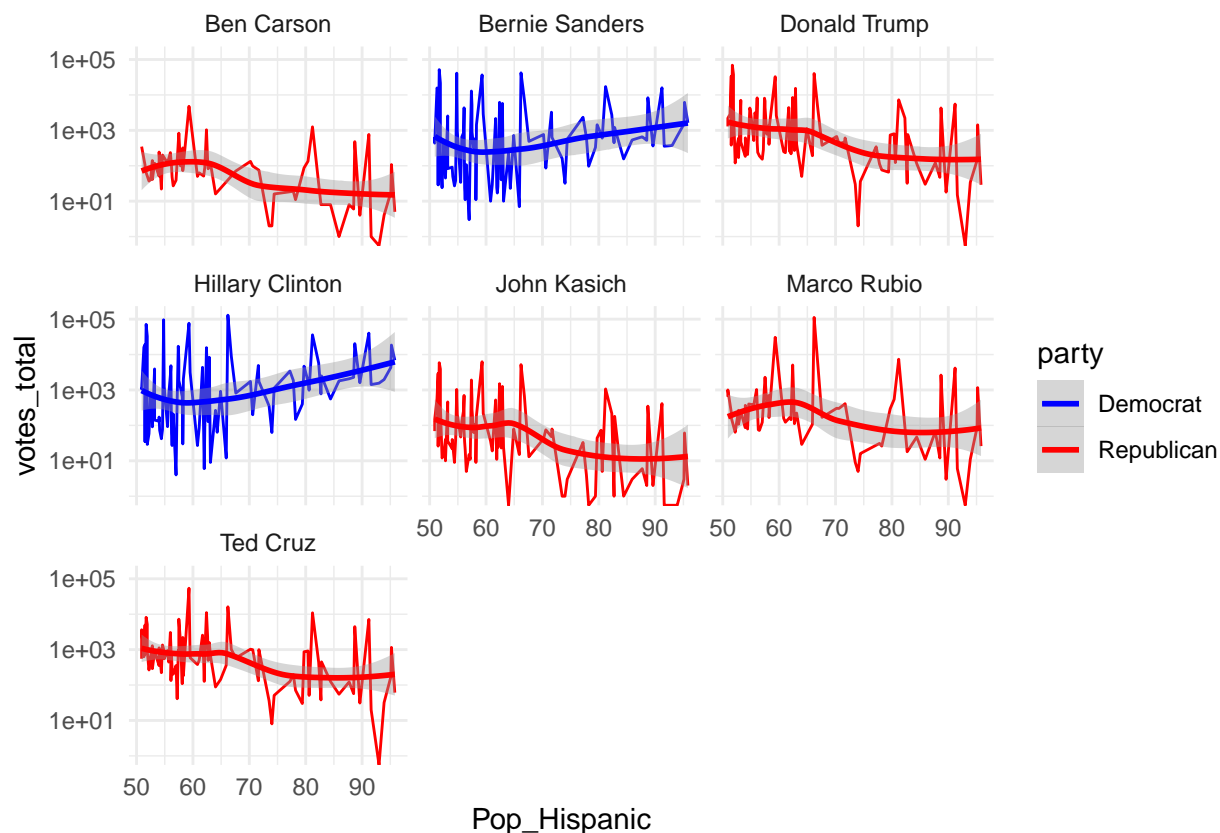 Ben Carson
Bernie Sanders
Donald Trump
1e+05
1e+03
1e+01
Hillary Clinton
John Kasich
Marco Rubio
1e+05
1e+03
1e+01
50 60 70 80 90
50 60 70 80 90
Ted Cruz
1e+05
1e+03
1e+01
50 60 70 80 90
Pop_Hispanic
votes_total
party
Democrat
Republican